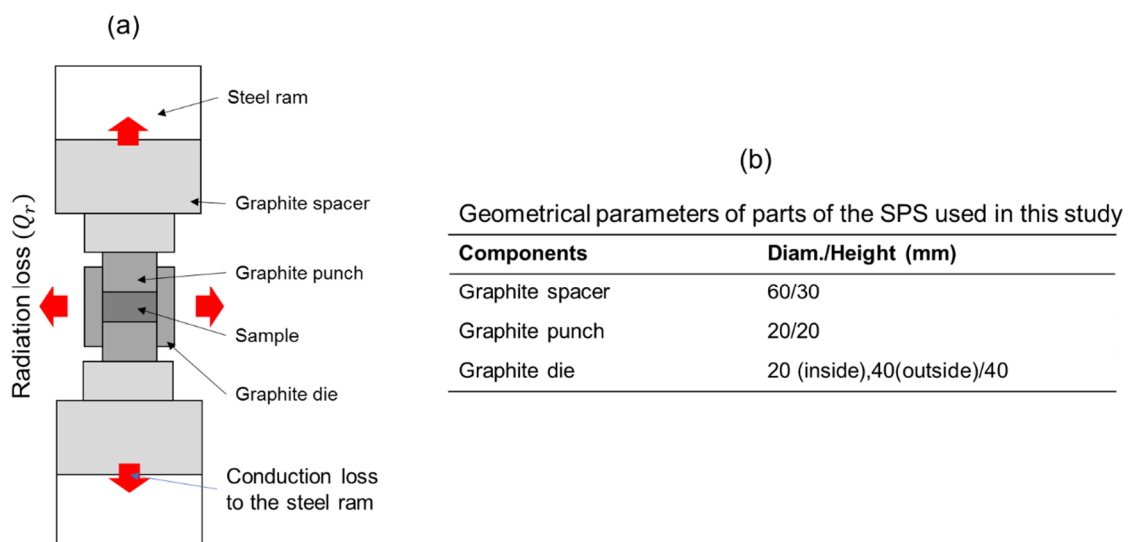 (a)
Steel ram
Graphite spacer
Radiation loss (Q_r)
Graphite punch
Sample
Graphite die
Conduction loss
to the steel ram
(b)
Geometrical parameters of parts of the SPS used in this study
Components Diam./Height (mm)
Graphite spacer 60/30
Graphite punch 20/20
Graphite die 20 (inside),40(outside)/40